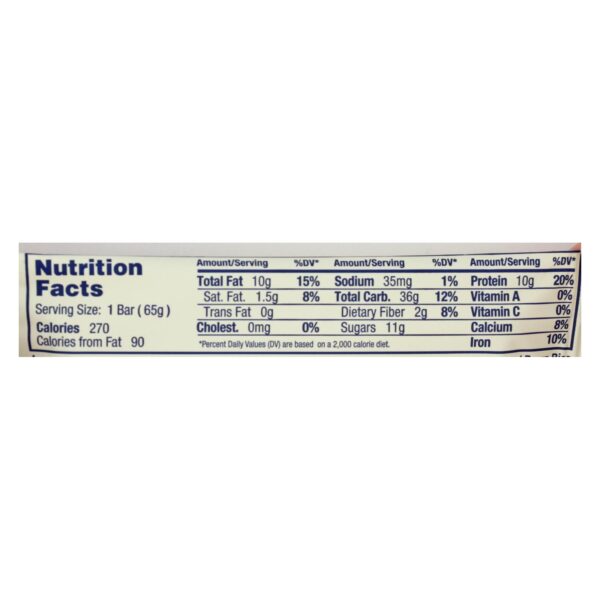 Nutrition
Facts
Serving Size: 1 Bar ( 65g )
Calories 270
Calories from Fat 90
Amount/Serving %DV*
Total Fat 10g 15%
Sat. Fat. 1.5g 8%
Trans Fat 0g
Cholest. 0mg 0%
Amount/Serving %DV*
Sodium 35mg 1%
Total Carb. 36g 12%
Dietary Fiber 2g 8%
Sugars 11g
*Percent Daily Values (DV) are based on a 2,000 calorie diet.
Amount/Serving %DV*
Protein 10g 20%
Vitamin A 0%
Vitamin C 0%
Calcium 8%
Iron 10%